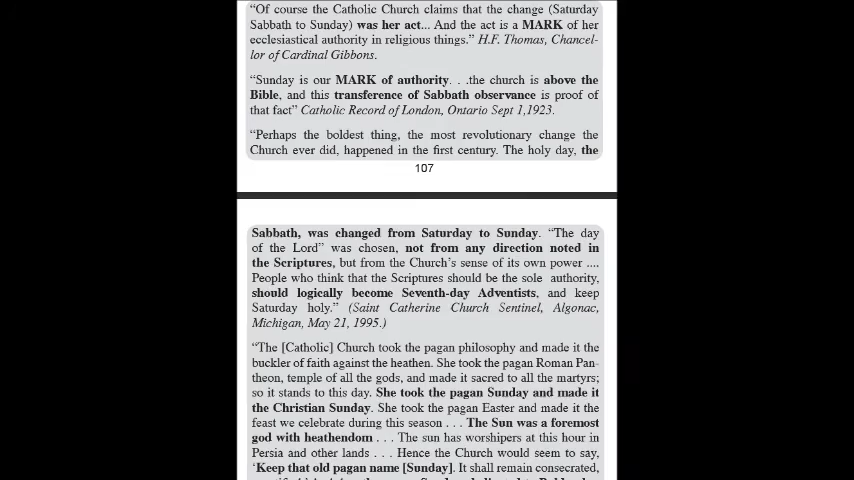 “Of course the Catholic Church claims that the change (Saturday
Sabbath to Sunday) was her act... And the act is a MARK of her
ecclesiastical authority in religious things.” H.F. Thomas, Chancel-
lor of Cardinal Gibbons.
“Sunday is our MARK of authority. . .the church is above the
Bible, and this transference of Sabbath observance is proof of
that fact” Catholic Record of London, Ontario Sept 1,1923.
“Perhaps the boldest thing, the most revolutionary change the
Church ever did, happened in the first century. The holy day, the
107
Sabbath, was changed from Saturday to Sunday. “The day
of the Lord” was chosen, not from any direction noted in
the Scriptures, but from the Church’s sense of its own power ....
People who think that the Scriptures should be the sole authority,
should logically become Seventh-day Adventists, and keep
Saturday holy.” (Saint Catherine Church Sentinel, Algonac,
Michigan, May 21, 1995.)
“The [Catholic] Church took the pagan philosophy and made it the
buckler of faith against the heathen. She took the pagan Roman Pan-
theon, temple of all the gods, and made it sacred to all the martyrs;
so it stands to this day. She took the pagan Sunday and made it
the Christian Sunday. She took the pagan Easter and made it the
feast we celebrate during this season . . . The Sun was a foremost
god with heathendom . . . The sun has worshipers at this hour in
Persia and other lands . . . Hence the Church would seem to say,
‘Keep that old pagan name [Sunday]. It shall remain consecrated,